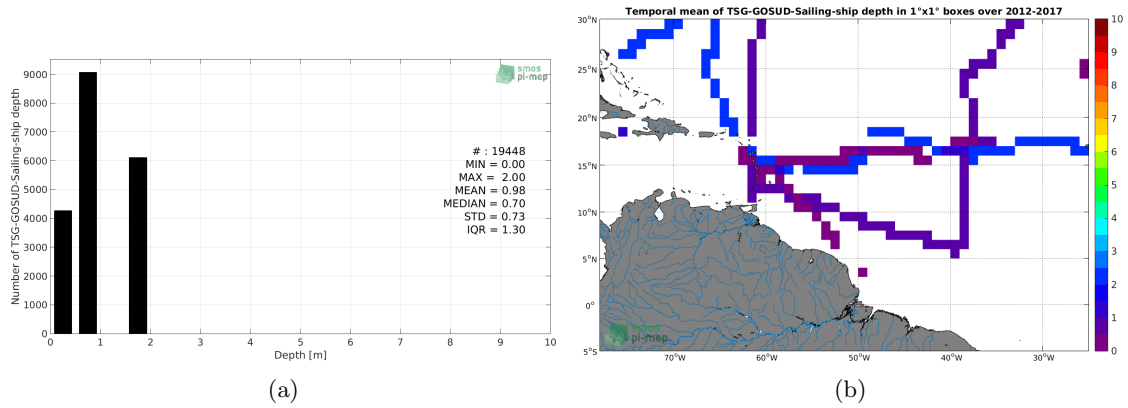 Number of TSG-GOSUD-Sailing-ship depth
9000
8000
7000
6000
5000
4000
3000
2000
1000
0
0 1 2 3 4 5 6 7 8 9 10
Depth [m]
smos
pi-mep
# : 19448
MIN = 0.00
MAX = 2.00
MEAN = 0.98
MEDIAN = 0.70
STD = 0.73
IQR = 1.30
(a)
Temporal mean of TSG-GOSUD-Sailing-ship depth in 1°x1° boxes over 2012-2017
30°N
25°N
20°N
15°N
10°N
5°N
0°
5°S
70°W 60°W 50°W 40°W 30°W
smos
pi-mep
10
9
8
7
6
5
4
3
2
1
0
(b)